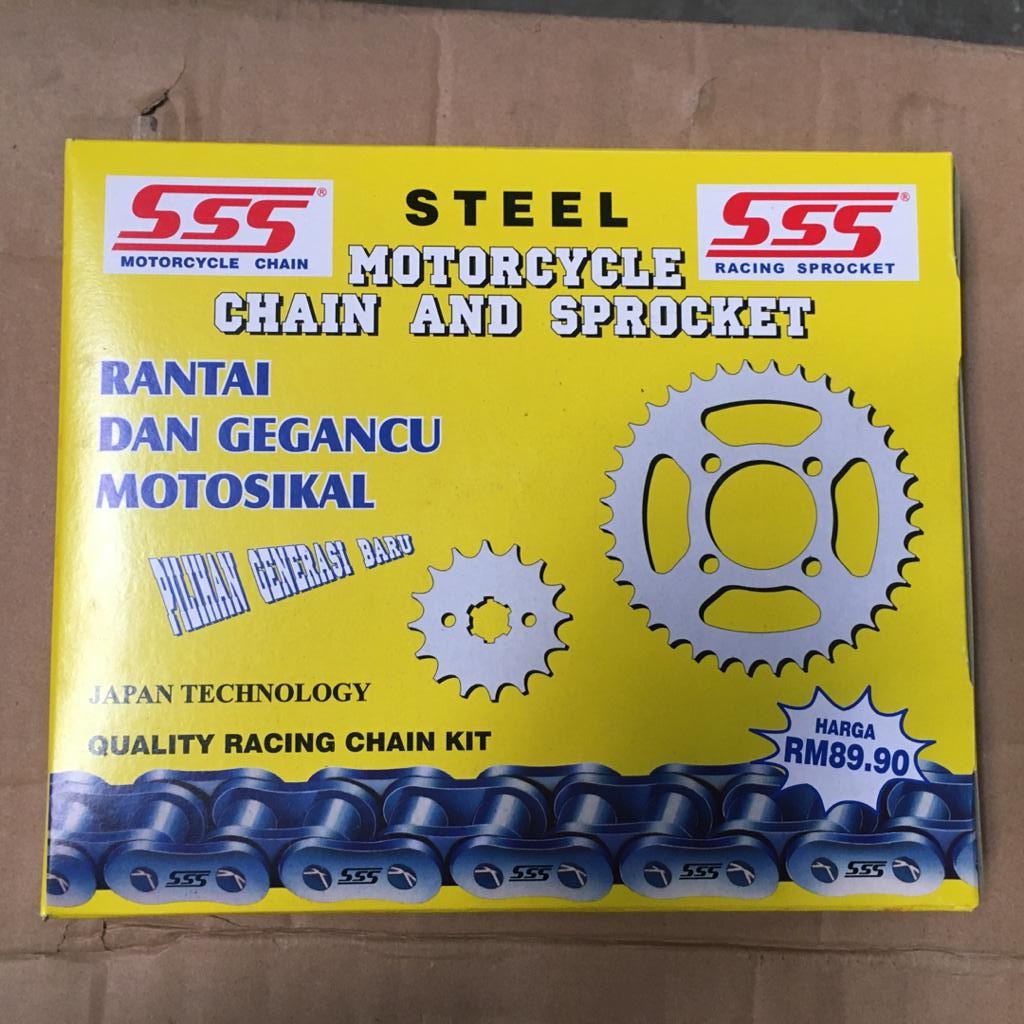 SSS®
MOTORCYCLE CHAIN
STEEL
SSS®
RACING SPROCKET
MOTORCYCLE
CHAIN AND SPROCKET
RANTAI
DAN GEGANCU
MOTOSIKAL
PILIHAN GENERASI BARU
JAPAN TECHNOLOGY
QUALITY RACING CHAIN KIT
HARGA
RM89.90
SSS SSS SSS SSS SSS